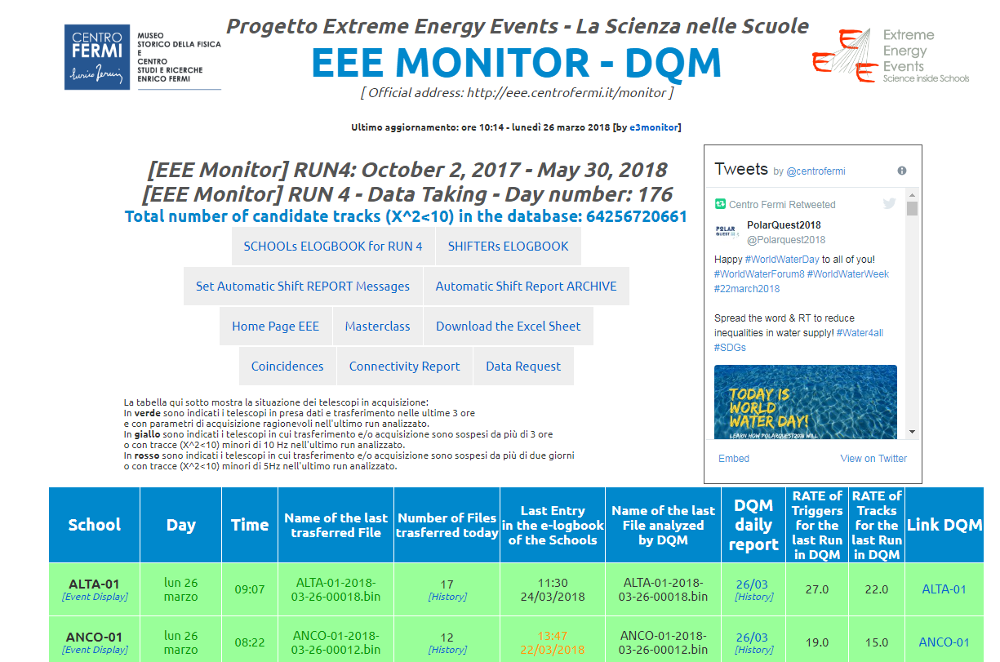 CENTRO
FERMI
MUSEO
STORICO DELLA FISICA
E
CENTRO
STUDI E RICERCHE
ENRICO FERMI
Progetto Extreme Energy Events - La Scienza nelle Scuole
EEE MONITOR - DQM
[ Official address: http://eee.centrofermi.it/monitor ]
EEE
Extreme
Energy
Events
Science inside Schools
Ultimo aggiornamento: ore 10:14 - lunedì 26 marzo 2018 [by e3monitor]
[EEE Monitor] RUN4: October 2, 2017 - May 30, 2018
[EEE Monitor] RUN 4 - Data Taking - Day number: 176
Total number of candidate tracks (X^2<10) in the database: 64256720661
SCHOOLs ELOGBOOK for RUN 4 SHIFTERs ELOGBOOK
Set Automatic Shift REPORT Messages Automatic Shift Report ARCHIVE
Home Page EEE Masterclass Download the Excel Sheet
Coincidences Connectivity Report Data Request
La tabella qui sotto mostra la situazione dei telescopi in acquisizione:
In verde sono indicati i telescopi in presa dati e trasferimento nelle ultime 3 ore
e con parametri di acquisizione ragionevoli nell'ultimo run analizzato.
In giallo sono indicati i telescopi in cui trasferimento e/o acquisizione sono sospesi da più di 3 ore
o con tracce (X^2<10) minori di 10 Hz nell'ultimo run analizzato.
In rosso sono indicati i telescopi in cui trasferimento e/o acquisizione sono sospesi da più di due giorni
o con tracce (X^2<10) minori di 5Hz nell'ultimo run analizzato.
Tweets by @centrofermi
Centro Fermi Retweeted
POLAR
QUEST
PolarQuest2018
@Polarquest2018
Happy #WorldWaterDay to all of you!
#WorldWaterForum8 #WorldWaterWeek
#22march2018
Spread the word & RT to reduce
inequalities in water supply! #Water4all
#SDGs
TODAY IS
WORLD
WATER DAY!
LEARN HOW POLARQUEST2018 WILL
Embed View on Twitter
School
Day
Time
Name of the last
trasferred File
Number of Files
trasferred today
Last Entry
in the e-logbook
of the Schools
Name of the last
File analyzed
by DQM
DQM
daily
report
RATE of
Triggers
for the
last Run
in DQM
RATE of
Tracks
for the
last Run
in DQM
Link DQM
ALTA-01
[Event Display]
lun 26
marzo
09:07
ALTA-01-2018-
03-26-00018.bin
17
[History]
11:30
24/03/2018
ALTA-01-2018-
03-26-00018.bin
26/03
[History]
27.0
22.0
ALTA-01
ANCO-01
[Event Display]
lun 26
marzo
08:22
ANCO-01-2018-
03-26-00012.bin
12
[History]
13:47
22/03/2018
ANCO-01-2018-
03-26-00012.bin
26/03
[History]
19.0
15.0
ANCO-01